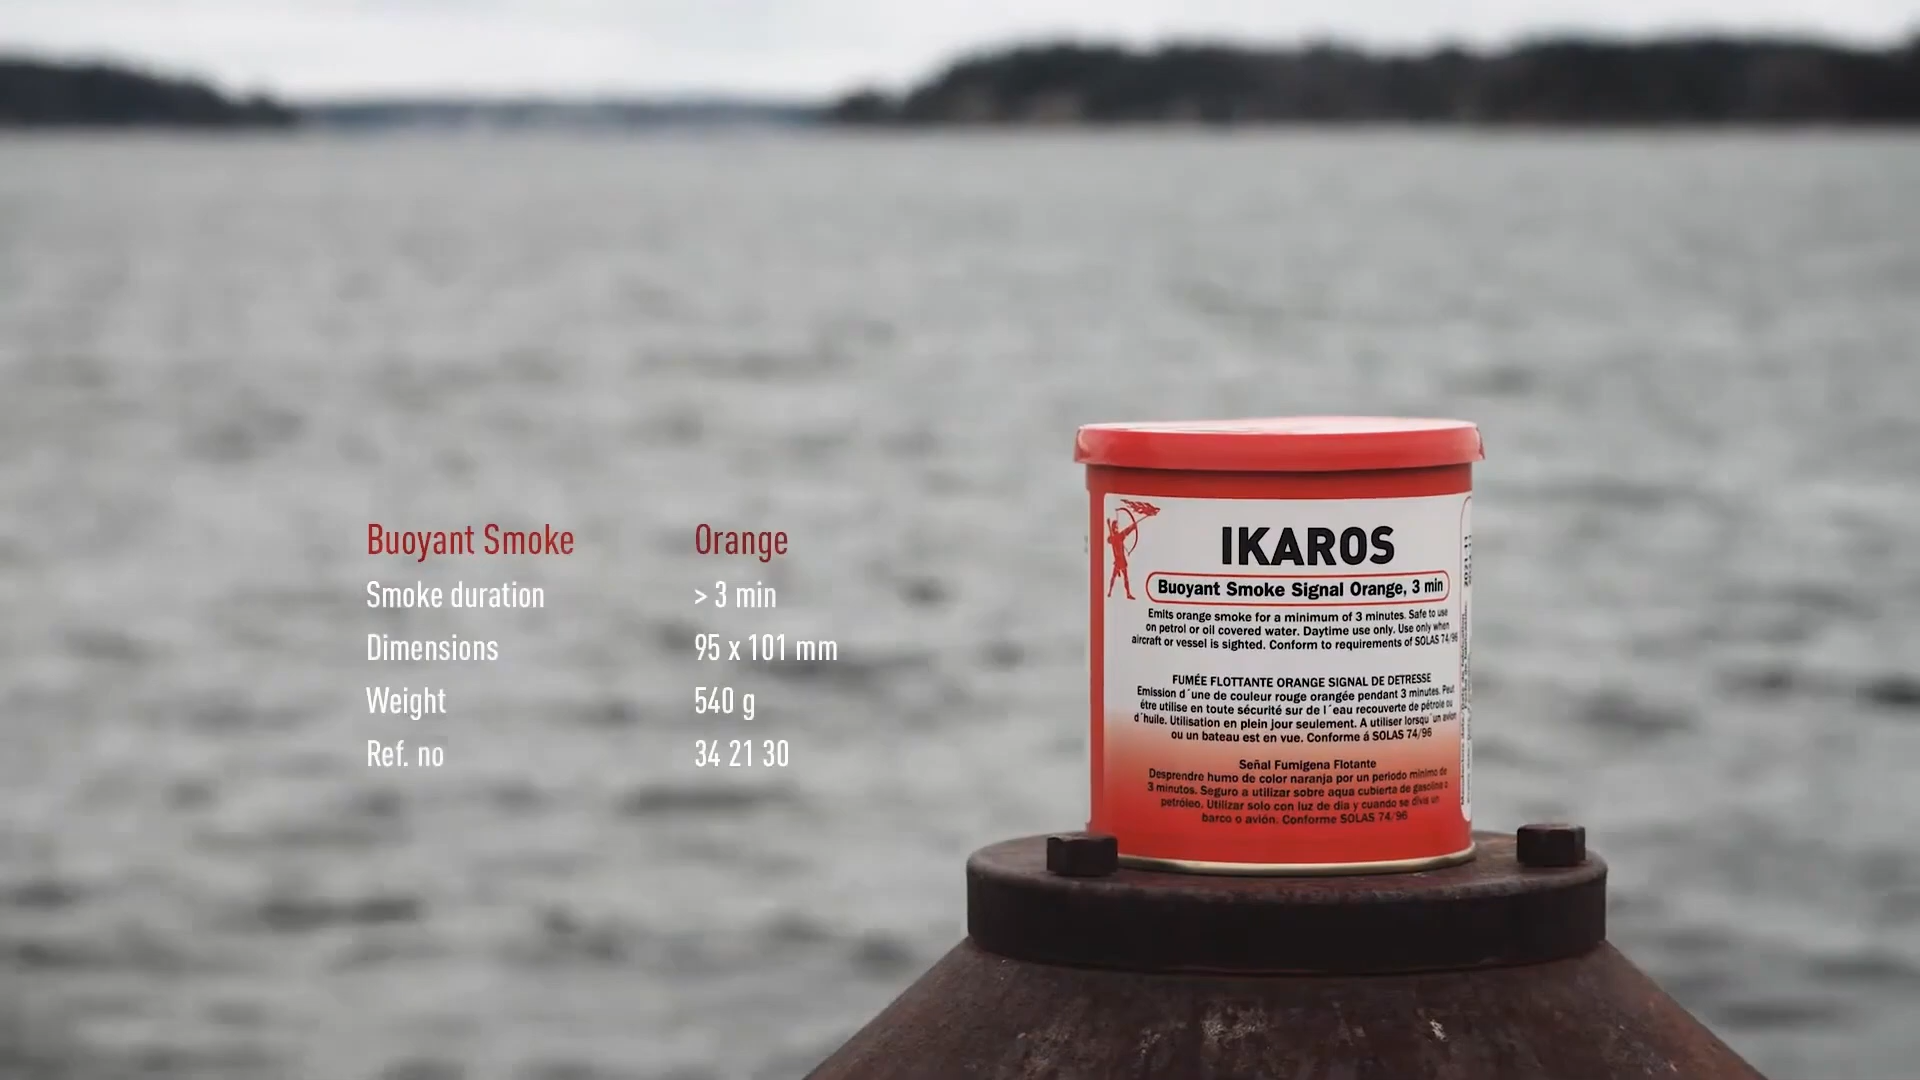 Buoyant Smoke Orange
Smoke duration > 3 min
Dimensions 95 x 101 mm
Weight 540 g
Ref. no 34 21 30
IKAROS
Buoyant Smoke Signal Orange, 3 min
Emits orange smoke for a minimum of 3 minutes. Safe to use
on petrol or oil covered water. Daytime use only. Use only when
aircraft or vessel is sighted. Conform to requirements of SOLAS 74/96
FUMÉE FLOTTANTE ORANGE SIGNAL DE DETRESSE
Emission d´une de couleur rouge orangée pendant 3 minutes. Peut
être utilise en toute sécurité sur de l´eau recouverte de pétrole ou
d´huile. Utilisation en plein jour seulement. A utiliser lorsqu´un avion
ou un bateau est en vue. Conforme á SOLAS 74/96
Señal Fumígena Flotante
Desprendre humo de color naranja por un periodo mínimo de
3 minutos. Seguro a utilizar sobre aqua cubierta de gasolina o
petróleo. Utilizar solo con luz de dia y cuando se divis un
barco o avión. Conforme SOLAS 74/96